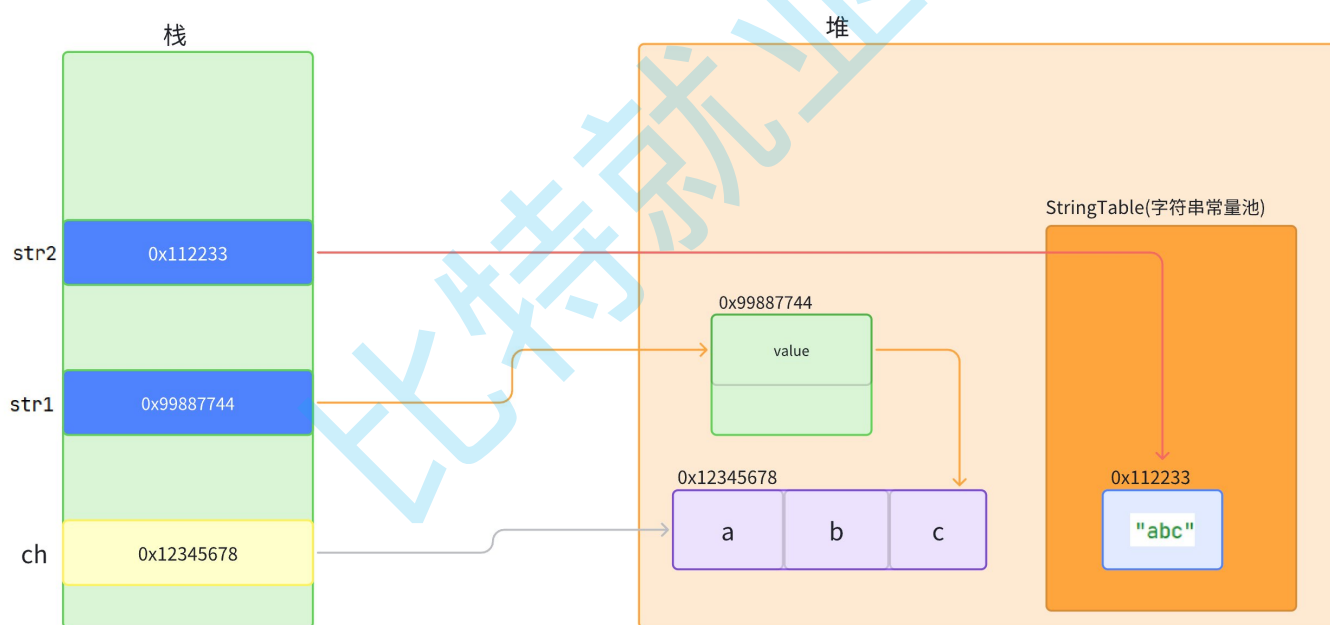 栈
堆
StringTable(字符串常量池)
str2
0x112233
0x99887744
value
str1
0x99887744
0x12345678
0x112233
a
b
c
"abc"
ch
0x12345678
比特就业